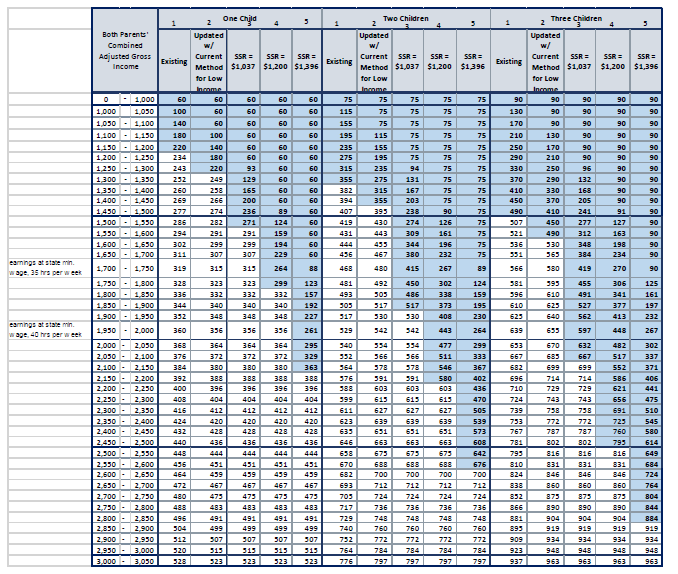 Both Parents' Combined Adjusted Gross Income
One Child Two Children Three Children
1 2 3 4 5 1 2 3 4 5 1 2 3 4 5
Existing Updated w/ Current Method for Low Income SSR = $1,037 SSR = $1,200 SSR = $1,396 Existing Updated w/ Current Method for Low Income SSR = $1,037 SSR = $1,200 SSR = $1,396 Existing Updated w/ Current Method for Low Income SSR = $1,037 SSR = $1,200 SSR = $1,396
0 - 1,000 60 60 60 60 60 75 75 75 75 75 90 90 90 90 90
1,000 - 1,050 100 60 60 60 60 115 75 75 75 75 130 90 90 90 90
1,050 - 1,100 140 60 60 60 60 155 75 75 75 75 170 90 90 90 90
1,100 - 1,150 180 100 60 60 60 195 115 75 75 75 210 130 90 90 90
1,150 - 1,200 220 140 60 60 60 235 155 75 75 75 250 170 90 90 90
1,200 - 1,250 234 180 60 60 60 275 195 75 75 75 290 210 90 90 90
1,250 - 1,300 243 220 93 60 60 315 235 94 75 75 330 250 96 90 90
1,300 - 1,350 252 249 129 60 60 355 275 131 75 75 370 290 132 90 90
1,350 - 1,400 260 258 165 60 60 382 315 167 75 75 410 330 168 90 90
1,400 - 1,450 269 266 200 60 60 394 355 203 75 75 450 370 205 90 90
1,450 - 1,500 277 274 236 89 60 407 395 238 90 75 490 410 241 91 90
1,500 - 1,550 286 282 271 124 60 419 430 274 126 75 507 450 277 127 90
1,550 - 1,600 294 291 291 159 60 431 443 309 161 75 521 490 312 163 90
1,600 - 1,650 302 299 299 194 60 444 455 344 196 75 536 530 348 198 90
1,650 - 1,700 311 307 307 229 60 456 467 380 232 75 551 565 384 234 90
earnings at state min. wage, 35 hrs per week 1,700 - 1,750 319 315 315 264 88 468 480 415 267 89 566 580 419 270 90
1,750 - 1,800 328 323 323 299 123 481 492 450 302 124 581 595 455 306 125
1,800 - 1,850 336 332 332 332 157 493 505 486 338 159 596 610 491 341 161
1,850 - 1,900 344 340 340 340 192 505 517 517 373 195 610 625 527 377 197
1,900 - 1,950 352 348 348 348 227 517 530 530 408 230 625 640 562 413 232
earnings at state min. wage, 40 hrs per week 1,950 - 2,000 360 356 356 356 261 529 542 542 443 264 639 655 597 448 267
2,000 - 2,050 368 364 364 364 295 540 554 554 477 299 653 670 632 482 302
2,050 - 2,100 376 372 372 372 329 552 566 566 511 333 667 685 667 517 337
2,100 - 2,150 384 380 380 380 363 564 578 578 546 367 682 699 699 552 371
2,150 - 2,200 392 388 388 388 388 576 591 591 580 402 696 714 714 586 406
2,200 - 2,250 400 396 396 396 396 588 603 603 603 436 710 729 729 621 441
2,250 - 2,300 408 404 404 404 404 599 615 615 615 470 724 743 743 656 475
2,300 - 2,350 416 412 412 412 412 611 627 627 627 505 739 758 758 691 510
2,350 - 2,400 424 420 420 420 420 623 639 639 639 539 753 772 772 725 545
2,400 - 2,450 432 428 428 428 428 635 651 651 651 573 767 787 787 760 580
2,450 - 2,500 440 436 436 436 436 646 663 663 663 608 781 802 802 795 614
2,500 - 2,550 448 444 444 444 444 658 675 675 675 642 795 816 816 816 649
2,550 - 2,600 456 451 451 451 451 670 688 688 688 676 810 831 831 831 684
2,600 - 2,650 464 459 459 459 459 682 700 700 700 700 824 846 846 846 724
2,650 - 2,700 472 467 467 467 467 693 712 712 712 712 838 860 860 860 764
2,700 - 2,750 480 475 475 475 475 705 724 724 724 724 852 875 875 875 804
2,750 - 2,800 488 483 483 483 483 717 736 736 736 736 866 890 890 890 844
2,800 - 2,850 496 491 491 491 491 729 748 748 748 748 881 904 904 904 884
2,850 - 2,900 504 499 499 499 499 740 760 760 760 760 895 919 919 919 919
2,900 - 2,950 512 507 507 507 507 752 772 772 772 772 909 934 934 934 934
2,950 - 3,000 520 515 515 515 515 764 784 784 784 784 923 948 948 948 948
3,000 - 3,050 528 523 523 523 523 776 797 797 797 797 937 963 963 963 963